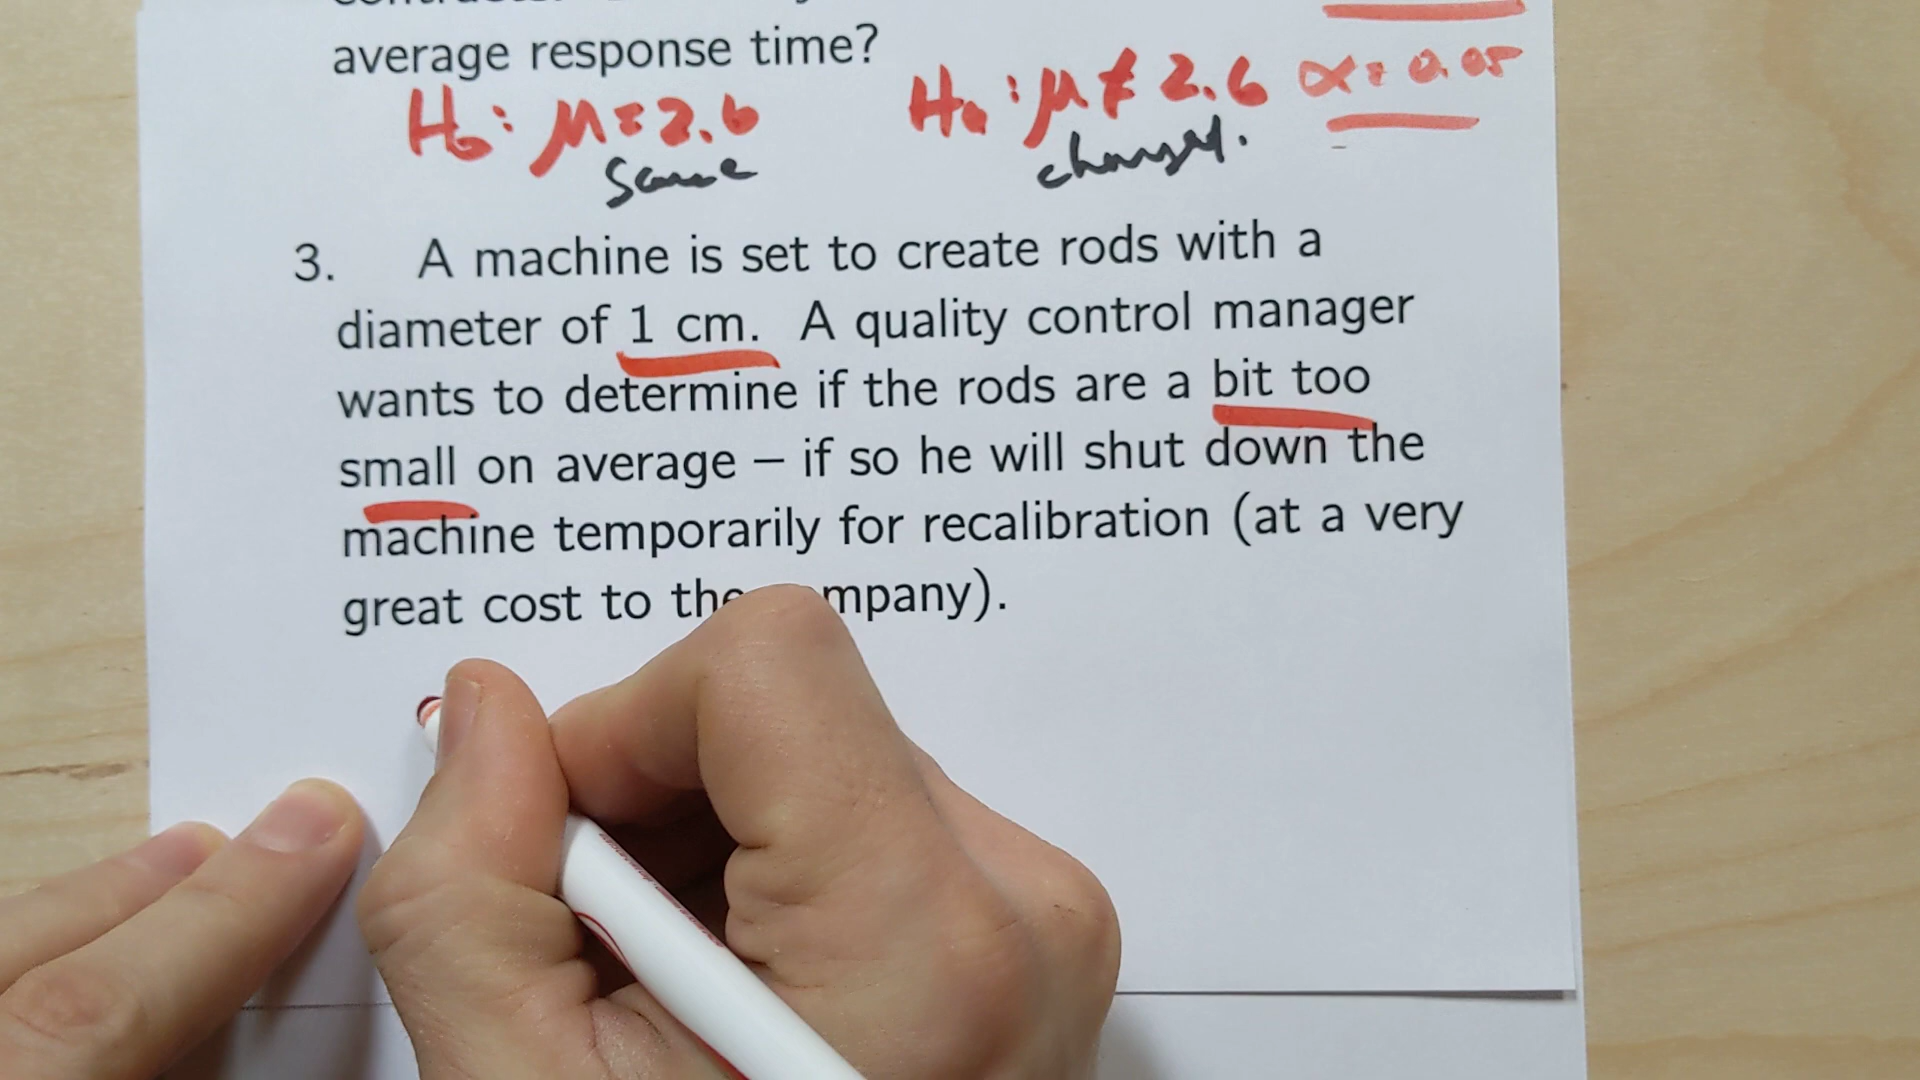 average response time?
H₀: μ = 2.6 Hₐ: μ ≠ 2.6 α = 0.05
Same changed.
3. A machine is set to create rods with a
diameter of 1 cm. A quality control manager
wants to determine if the rods are a bit too
small on average – if so he will shut down the
machine temporarily for recalibration (at a very
great cost to